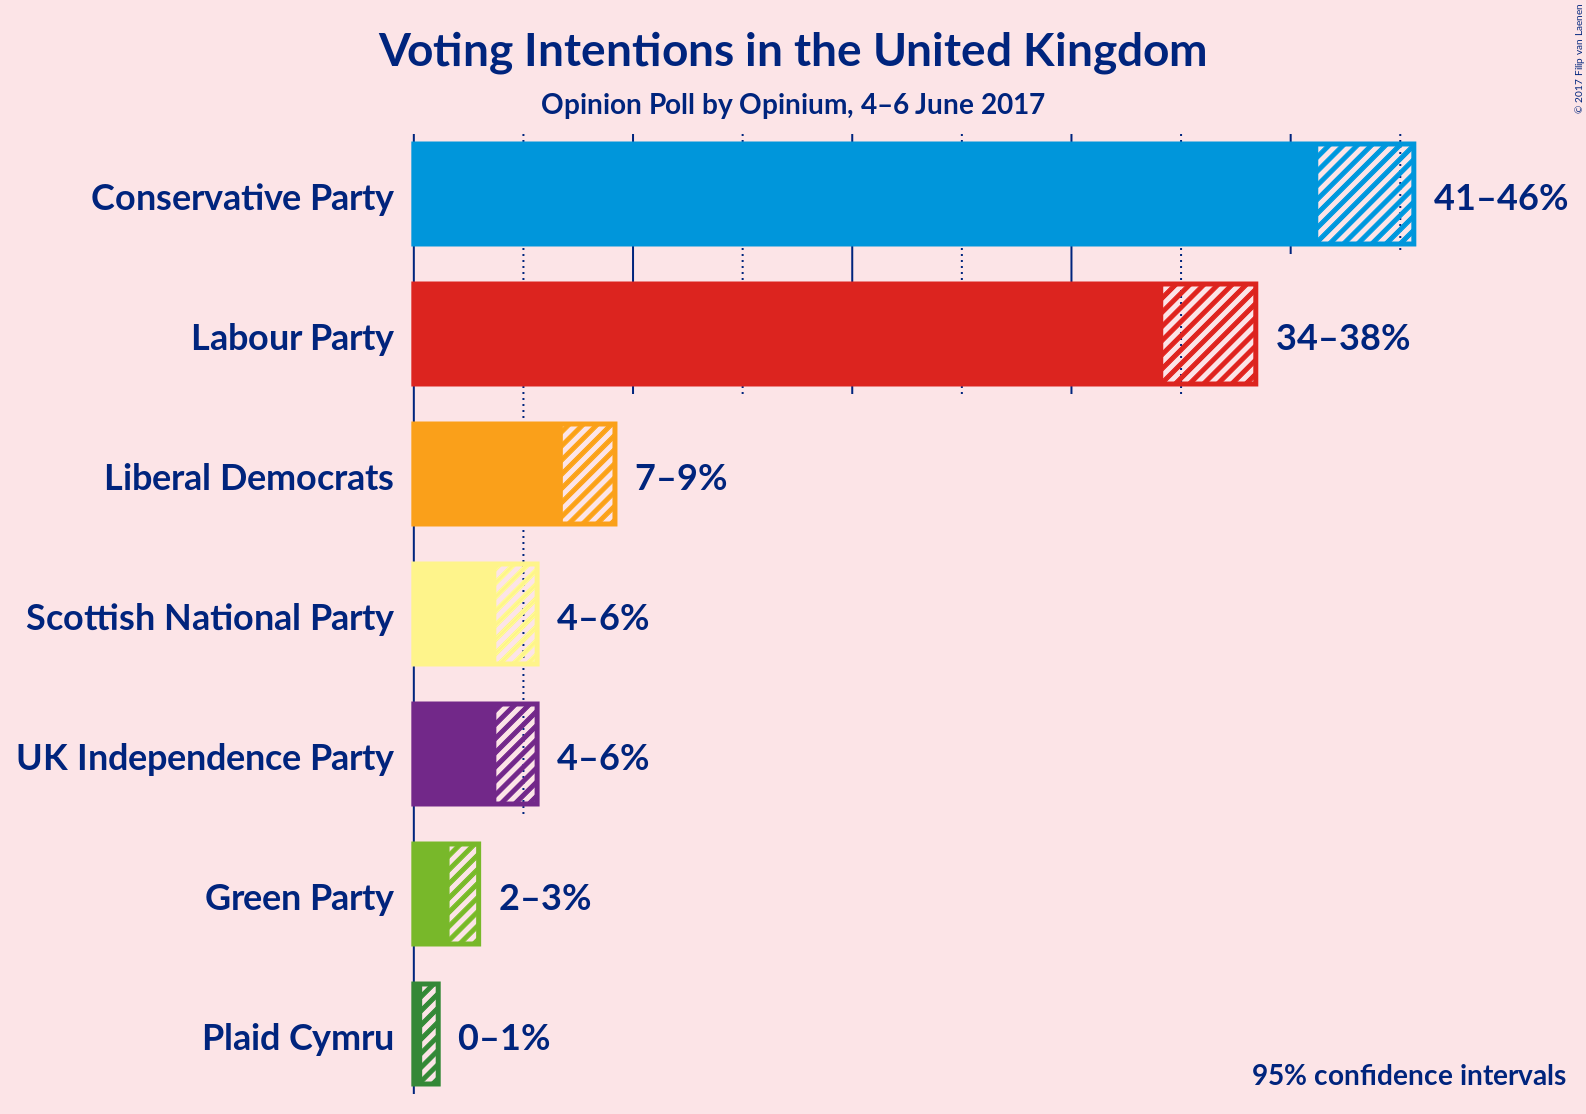 Voting Intentions in the United Kingdom
Opinion Poll by Opinium, 4–6 June 2017
© 2017 Filip van Laenen
Conservative Party 41–46%
Labour Party 34–38%
Liberal Democrats 7–9%
Scottish National Party 4–6%
UK Independence Party 4–6%
Green Party 2–3%
Plaid Cymru 0–1%
95% confidence intervals